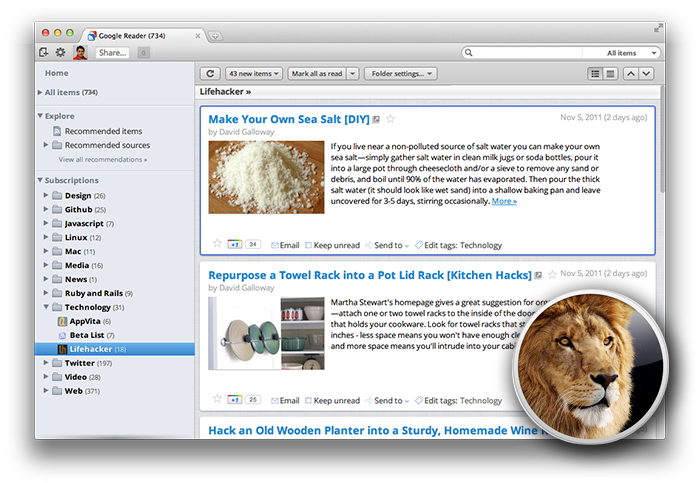 Google Reader (734)
Share...
0
All items
Home
All items (734)
Explore
Recommended items
Recommended sources
View all recommendations »
Subscriptions
Design (26)
Github (25)
Javascript (7)
Linux (12)
Mac (11)
Media (16)
News (1)
Ruby and Rails (9)
Technology (31)
AppVita (6)
Beta List (7)
Lifehacker (18)
Twitter (197)
Video (28)
Web (371)
43 new items
Mark all as read
Folder settings...
Lifehacker »
Make Your Own Sea Salt [DIY]
Nov 5, 2011 (2 days ago)
by David Galloway
If you live near a non-polluted source of salt water you can make your own
sea salt—simply gather salt water in clean milk jugs or soda bottles, pour it
into a large pot through cheesecloth and/or a sieve to remove any sand or
debris, and boil until 90% of the water has evaporated. Then pour the thick
salt water (it should look like wet sand) into a shallow baking pan and leave
uncovered for 3-5 days, stirring occasionally. More »
+1 34 Email Keep unread Send to Edit tags: Technology
Repurpose a Towel Rack into a Pot Lid Rack [Kitchen Hacks]
Nov 5, 2011 (2 days ago)
by David Galloway
Martha Stewart's homepage gives a great suggestion for
—attach one or two towel racks to the inside of the
that holds your cookware. Look for towel racks that
inches - less space means you won't have enough
and more space means you'll intrude into your
+1 25 Email Keep unread Send to Edit tags: Technology
Hack an Old Wooden Planter into a Sturdy, Homemade Wine